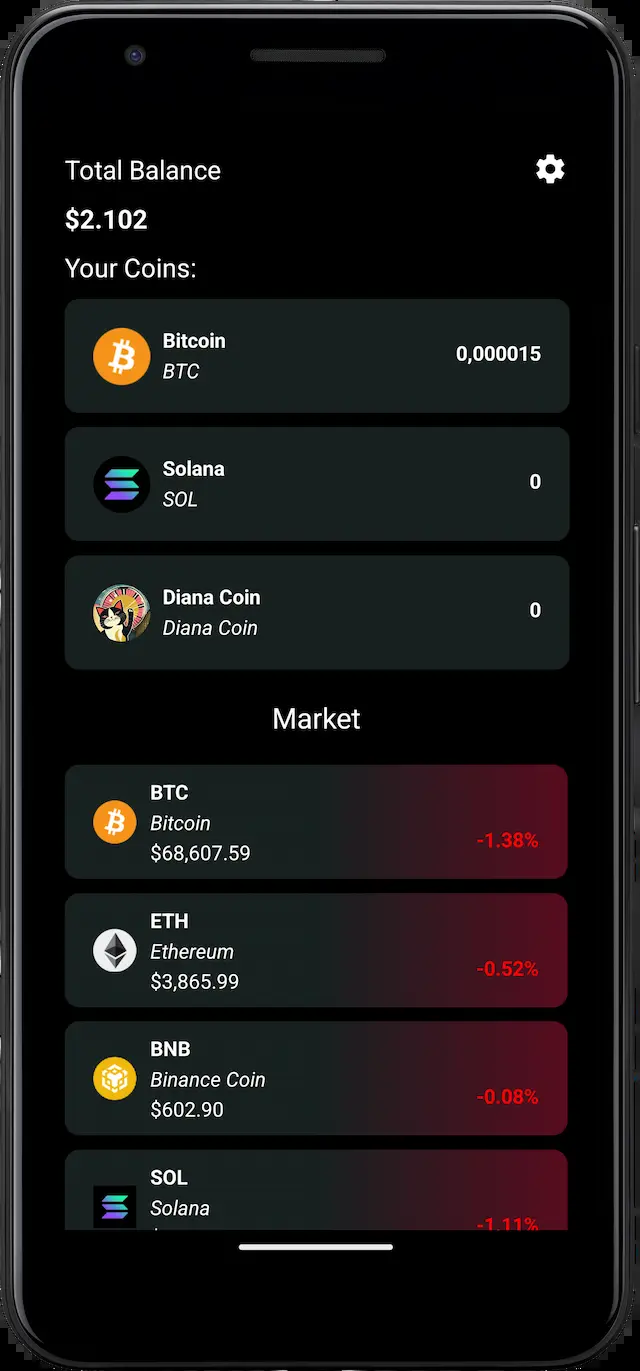 Total Balance
$2.102
Your Coins:
Bitcoin
BTC
0,000015
Solana
SOL
0
Diana Coin
Diana Coin
0
Market
BTC
Bitcoin
$68,607.59
-1.38%
ETH
Ethereum
$3,865.99
-0.52%
BNB
Binance Coin
$602.90
-0.08%
SOL
Solana
-1.11%